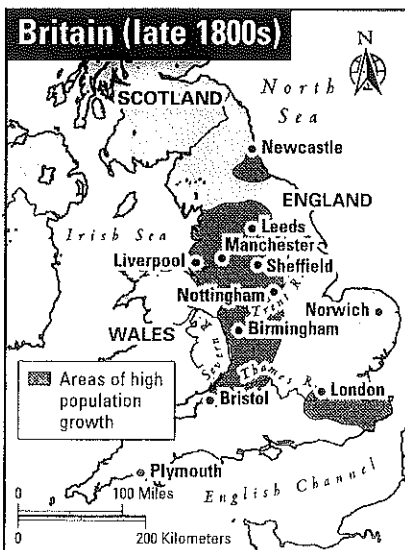 Britain (late 1800s)
N
SCOTLAND
North
Sea
Newcastle
ENGLAND
Irish Sea
Leeds
Manchester
Liverpool
Sheffield
Nottingham
Trent R.
Norwich
WALES
Birmingham
Severn R.
Thames R.
Areas of high
population
growth
London
Bristol
Plymouth
English Channel
0 100 Miles
0 200 Kilometers